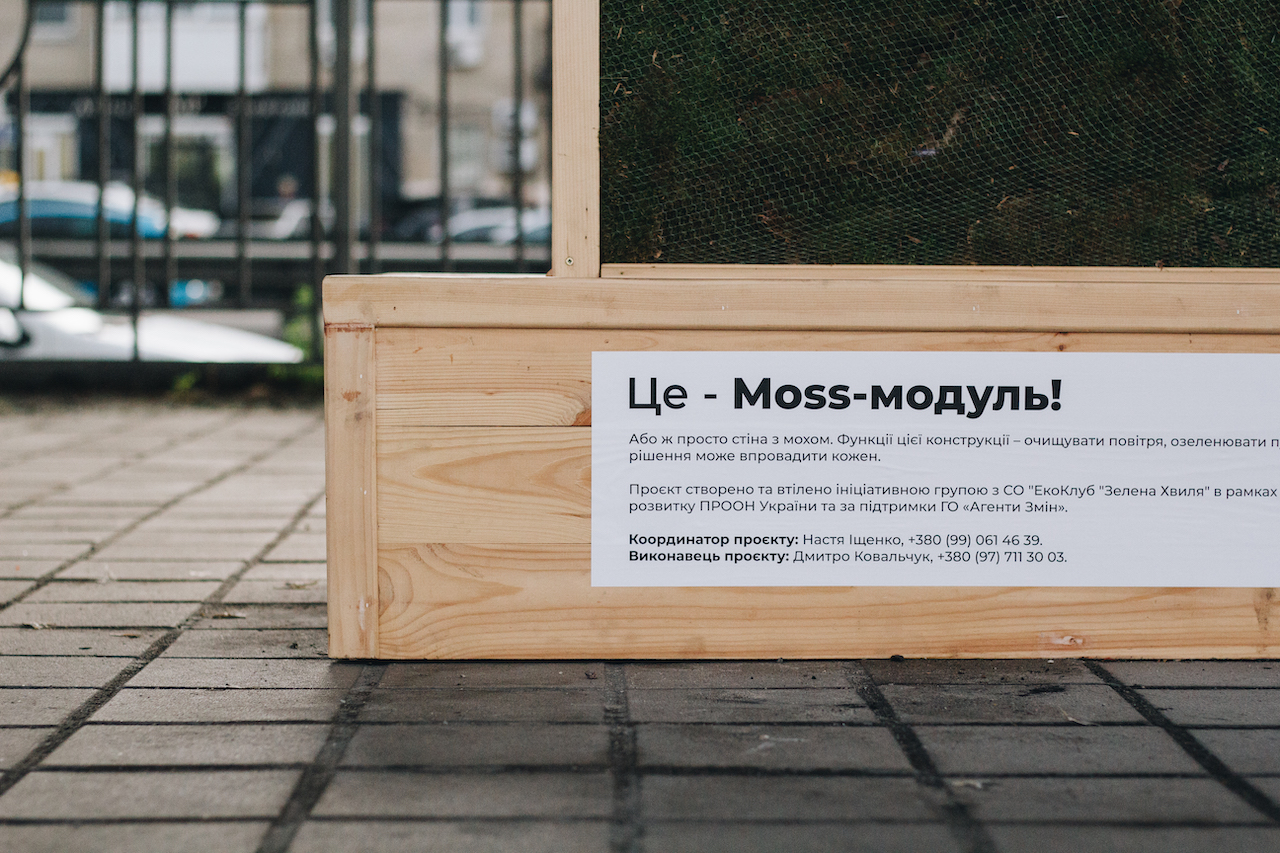 Це - Moss-модуль!
Або ж просто стіна з мохом. Функції цієї конструкції – очищувати повітря, озеленювати
рішення може впровадити кожен.
Проєкт створено та втілено ініціативною групою з СО "ЕкоКлуб "Зелена Хвиля" в рамках
розвитку ПРООН України та за підтримки ГО «Агенти Змін».
Координатор проєкту: Настя Іщенко, +380 (99) 061 46 39.
Виконавець проєкту: Дмитро Ковальчук, +380 (97) 711 30 03.